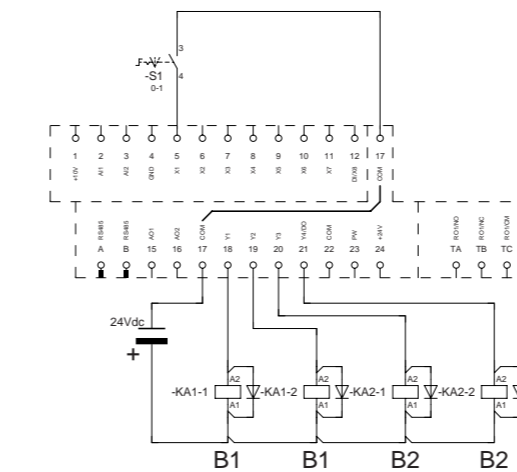 3
-S1
4
0-1
1 2 3 4 5 6 7 8 9 10 11 12 17
+10V AI1 AI2 GND X1 X2 X3 X4 X5 X6 X7 DI/X8 COM
RS485 RS485 AO1 AO2 COM Y1 Y2 Y3 Y4/DO COM PW +24V RO1/NO RO1/NC RO1/CM
A B 15 16 17 18 19 20 21 22 23 24 TA TB TC
24Vdc
+
A2 A2 A2 A2
-KA1-1 -KA1-2 -KA2-1 -KA2-2
A1 A1 A1 A1
B1 B1 B2 B2